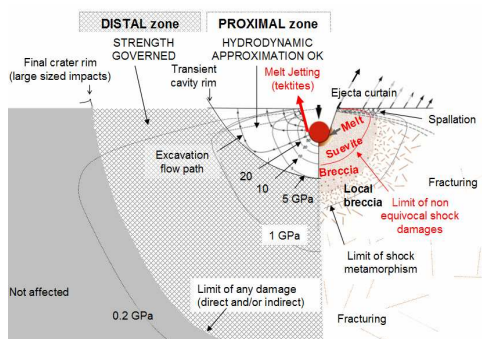 DISTAL zone
PROXIMAL zone
STRENGTH
GOVERNED
HYDRODYNAMIC
APPROXIMATION OK
Final crater rim
(large sized impacts)
Transient
cavity rim
Melt Jetting
(tektites)
Ejecta curtain
Spallation
Melt
Suevite
Breccia
Excavation
flow path
20
10
5 GPa
Local
breccia
Fracturing
Limit of non
equivocal shock
damages
1 GPa
Limit of shock
metamorphism
Not affected
Limit of any damage
(direct and/or indirect)
0.2 GPa
Fracturing